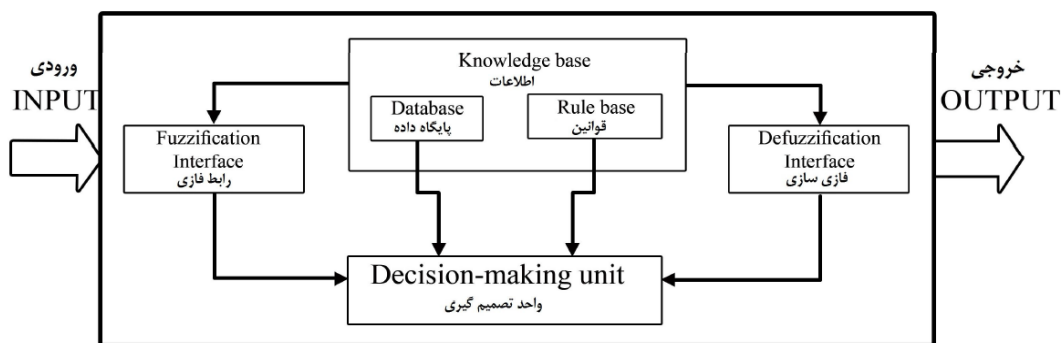 ورودی
INPUT
Knowledge base
اطلاعات
Database
پایگاه داده
Rule base
قوانین
Fuzzification
Interface
رابط فازی
Defuzzification
Interface
فازی سازی
Decision-making unit
واحد تصمیم گیری
خروجی
OUTPUT